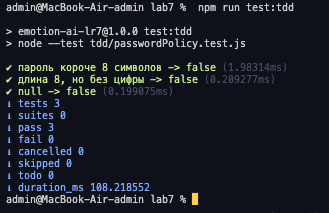 admin@MacBook-Air-admin lab7 %  npm run test:tdd
> emotion-ai-lr7@1.0.0 test:tdd
> node --test tdd/passwordPolicy.test.js
✔ пароль короче 8 символов -> false (1.98314ms)
✔ длина 8, но без цифры -> false (0.209277ms)
✔ null -> false (0.199075ms)
ℹ tests 3
ℹ suites 0
ℹ pass 3
ℹ fail 0
ℹ cancelled 0
ℹ skipped 0
ℹ todo 0
ℹ duration_ms 108.218552
admin@MacBook-Air-admin lab7 %